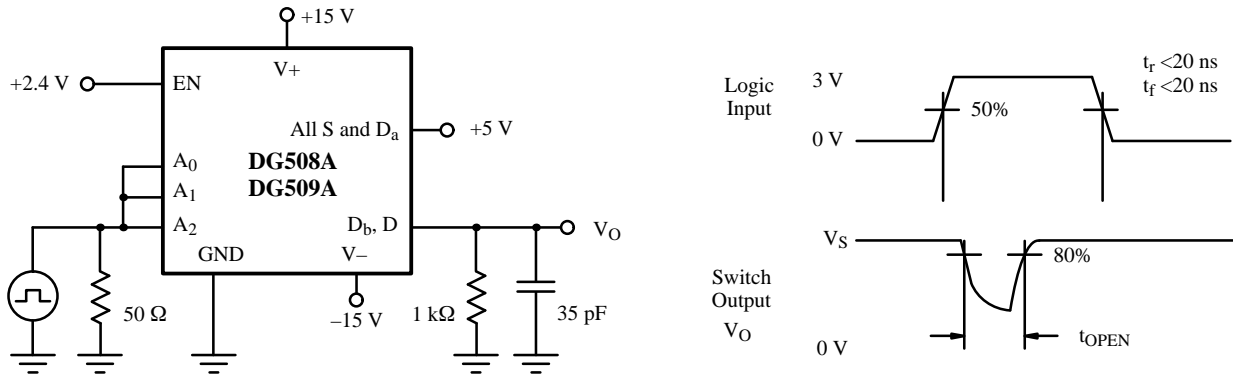 +15 V
+2.4 V
EN
V+
All S and Da
+5 V
A0
A1
A2
DG508A
DG509A
Db, D
VO
GND
V–
50 Ω
–15 V
1 kΩ
35 pF
Logic
Input
3 V
0 V
50%
tr <20 ns
tf <20 ns
VS
Switch
Output
VO
0 V
80%
tOPEN